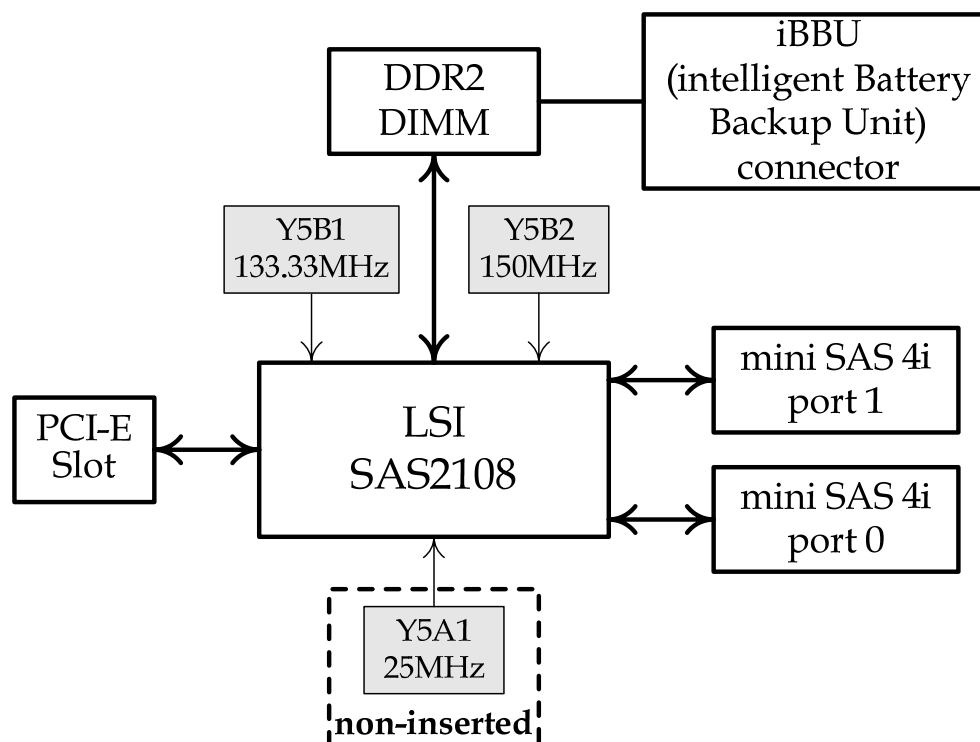 iBBU
(intelligent Battery
Backup Unit)
connector
DDR2
DIMM
Y5B1
133.33MHz
Y5B2
150MHz
mini SAS 4i
port 1
LSI
SAS2108
PCI-E
Slot
mini SAS 4i
port 0
Y5A1
25MHz
non-inserted